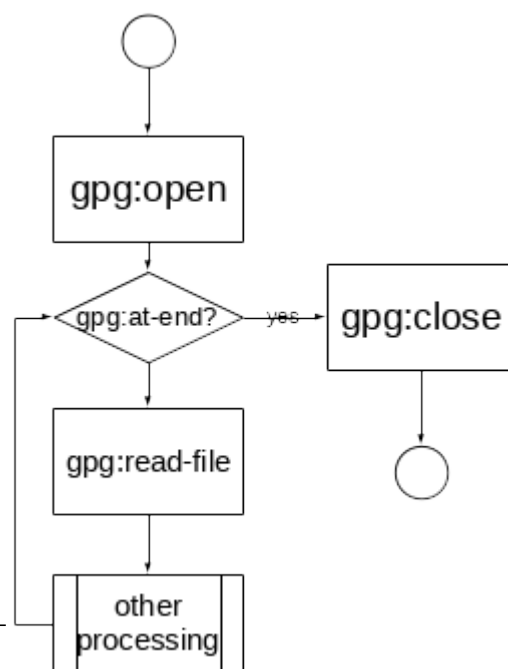 gpg:open
gpg:at-end?
yes
gpg:close
gpg:read-file
other
processing